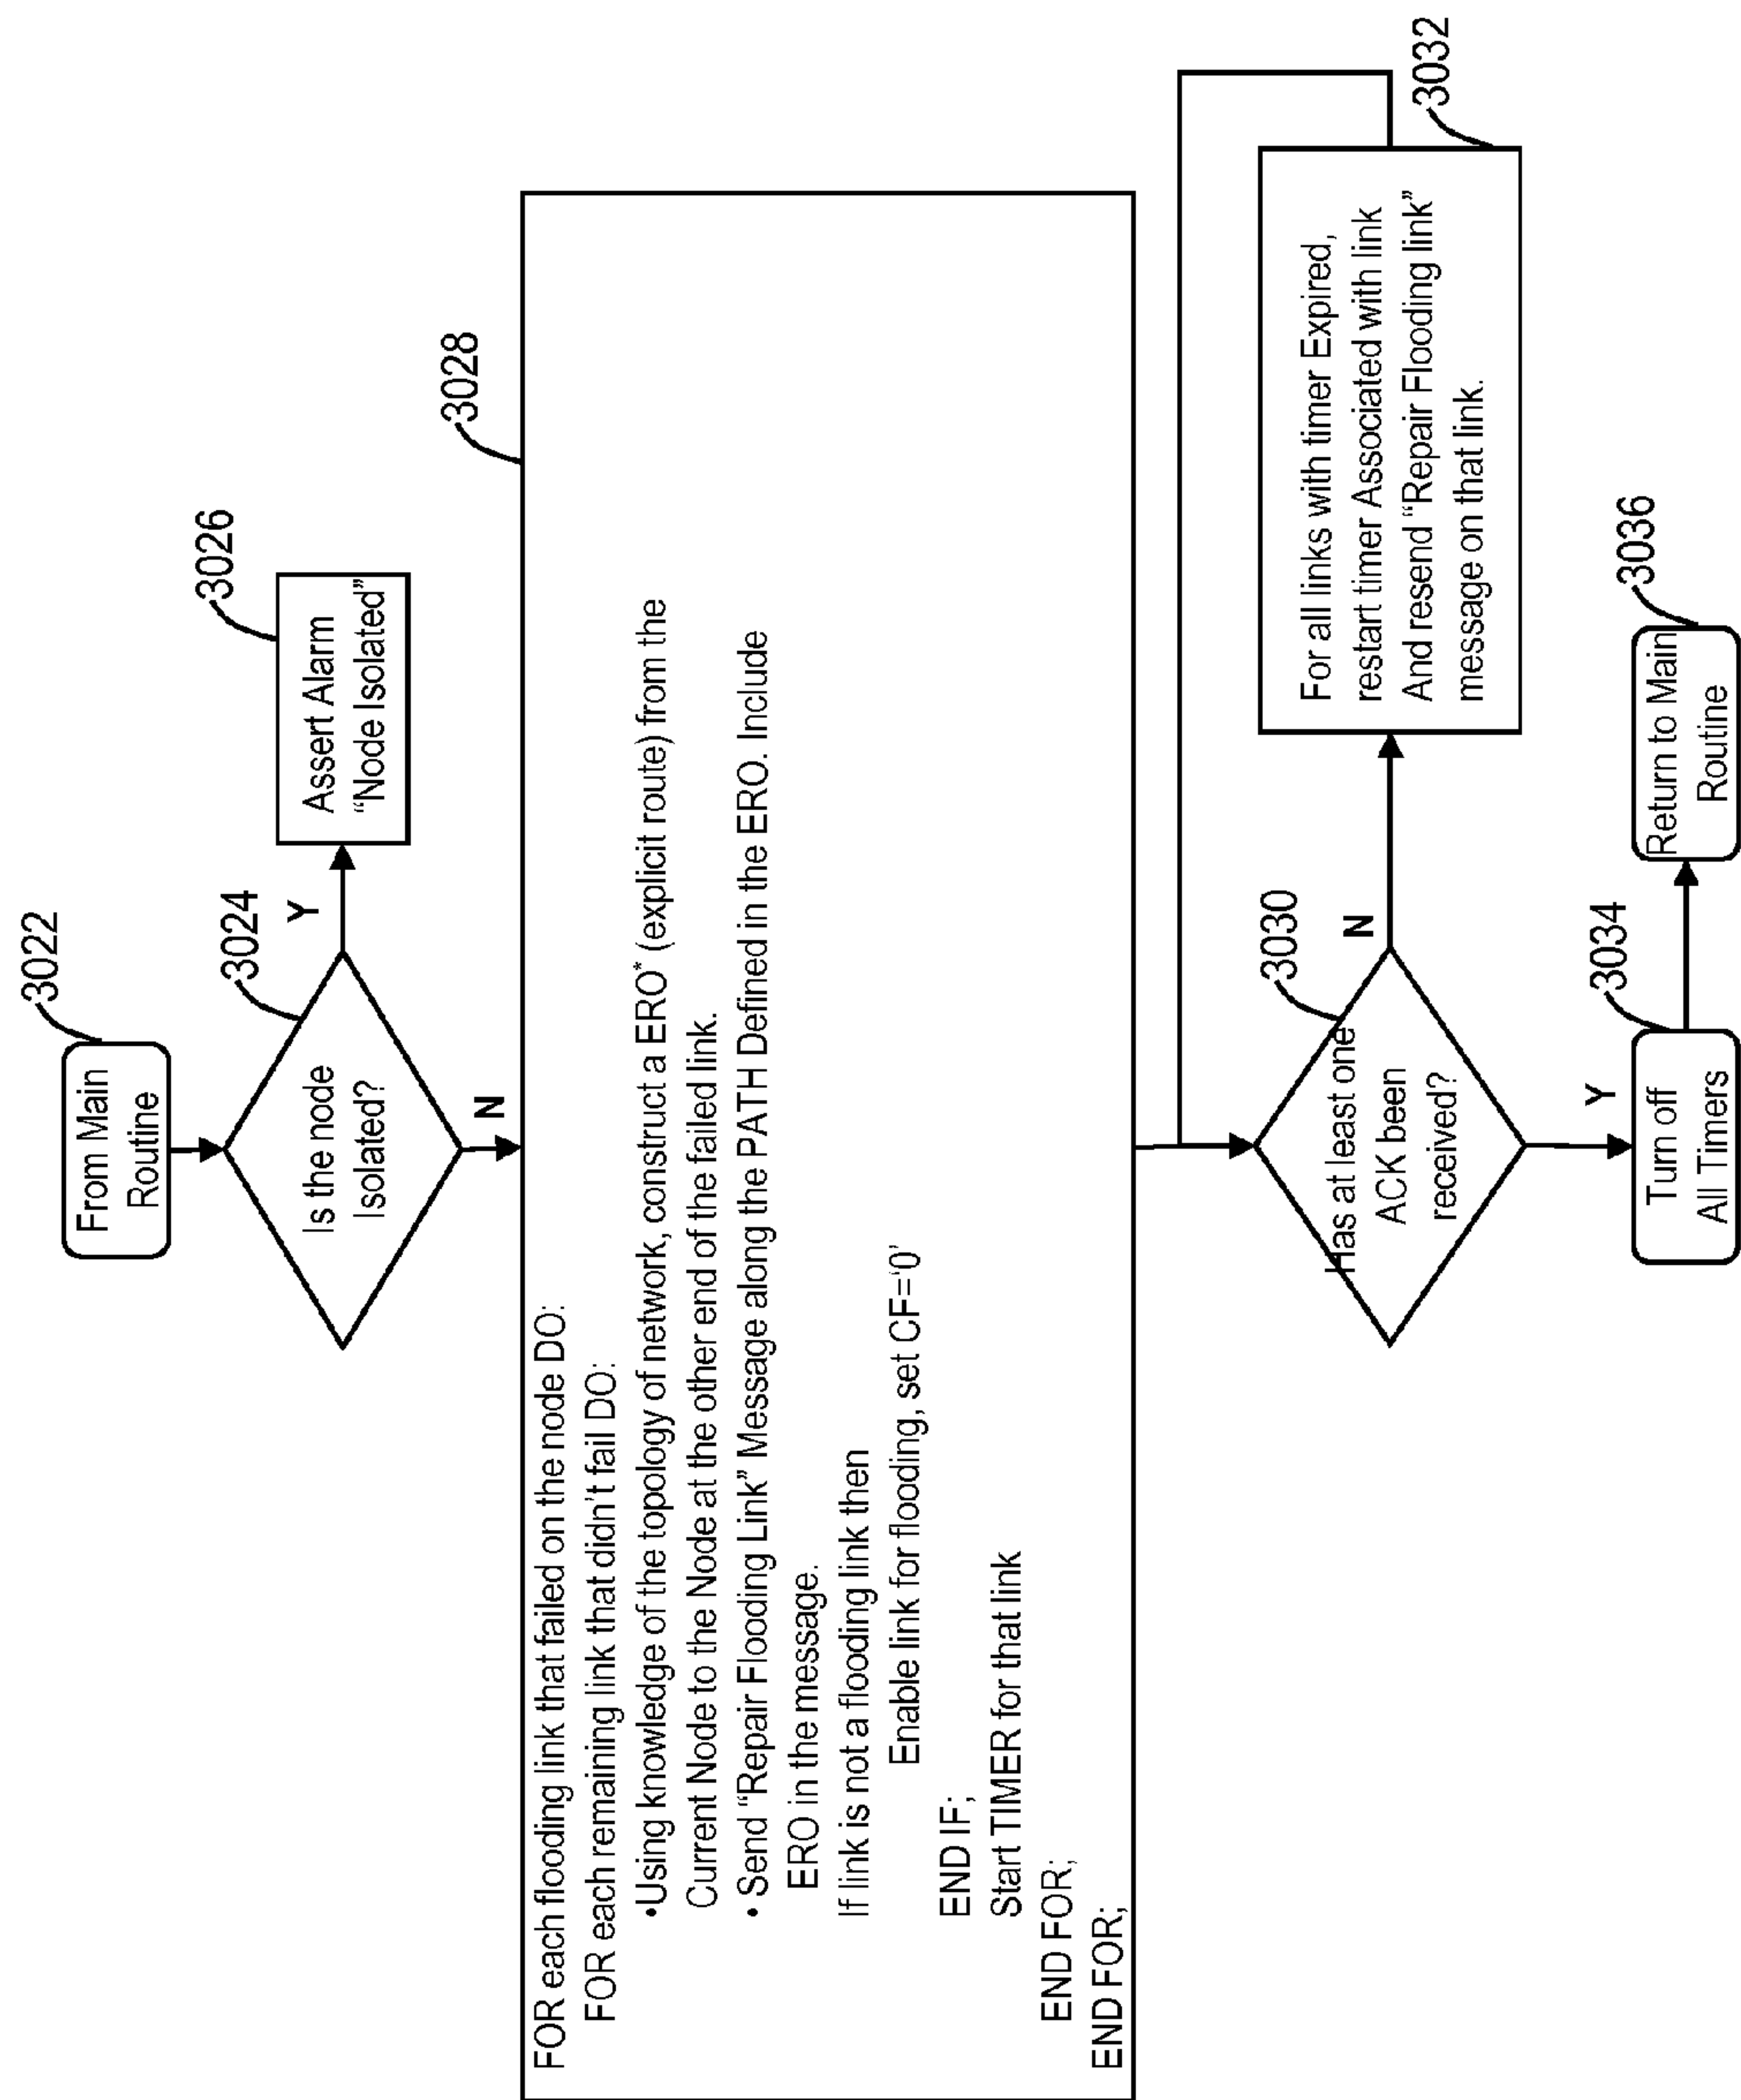 3022
From Main
Routine
3024
Is the node
Isolated?
Y
3026
Assert Alarm
“Node Isolated”
N
3028
FOR each flooding link that failed on the node DO:
FOR each remaining link that didn't fail DO:
•Using knowledge of the topology of network, construct a ERO* (explicit route) from the
Current Node to the Node at the other end of the failed link.
• Send “Repair Flooding Link” Message along the PATH Defined in the ERO. Include
ERO in the message.
If link is not a flooding link then
Enable link for flooding, set CF=‘0’
END IF;
Start TIMER for that link
END FOR;
END FOR;
3030
Has at least one
ACK been
received?
N
3032
For all links with timer Expired,
restart timer Associated with link
And resend “Repair Flooding link”
message on that link.
Y
3034
Turn off
All Timers
3036
Return to Main
Routine